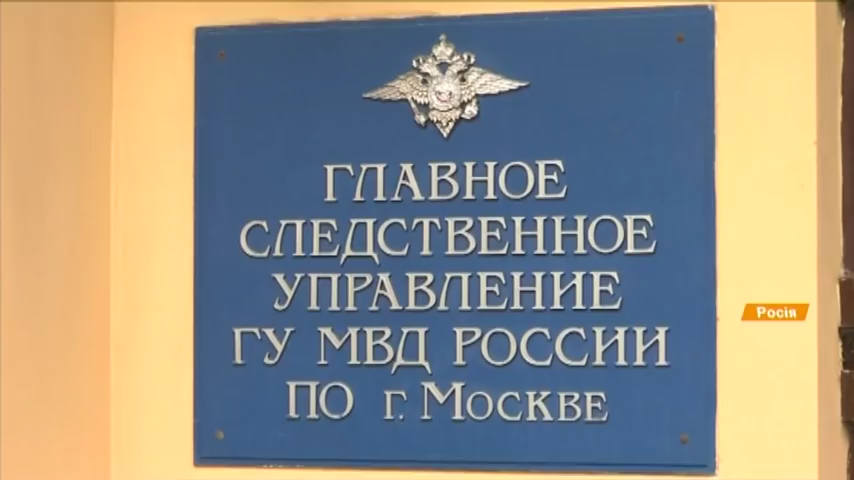 ГЛАВНОЕ
СЛЕДСТВЕННОЕ
УПРАВЛЕНИЕ
ГУ МВД РОССИИ
ПО г. МОСКВЕ
Росія